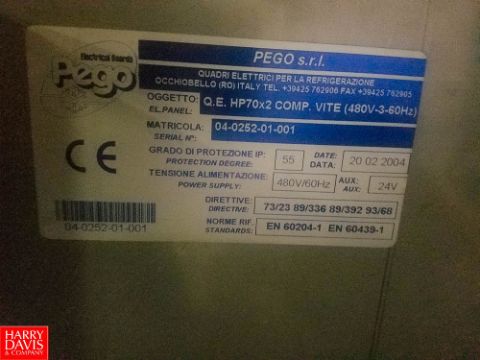 Electrical Boards
Pego
PEGO s.r.l.
QUADRI ELETTRICI PER LA REFRIGERAZIONE
OCCHIOBELLO (RO) ITALY TEL. +39425 762906 FAX +39425 762905
OGGETTO: Q.E. HP70x2 COMP. VITE (480V-3-60Hz)
EL.PANEL:
MATRICOLA: 04-0252-01-001
SERIAL N°:
CE
GRADO DI PROTEZIONE IP: 55 DATE: 20 02 2004
PROTECTION DEGREE: DATA:
TENSIONE ALIMENTAZIONE: 480V/60Hz AUX: 24V
POWER SUPPLY: AUX:
DIRETTIVE: 73/23 89/336 89/392 93/68
DIRECTIVE:
NORME RIF. EN 60204-1 EN 60439-1
STANDARDS:
04-0252-01-001
HARRY
DAVIS
& COMPANY